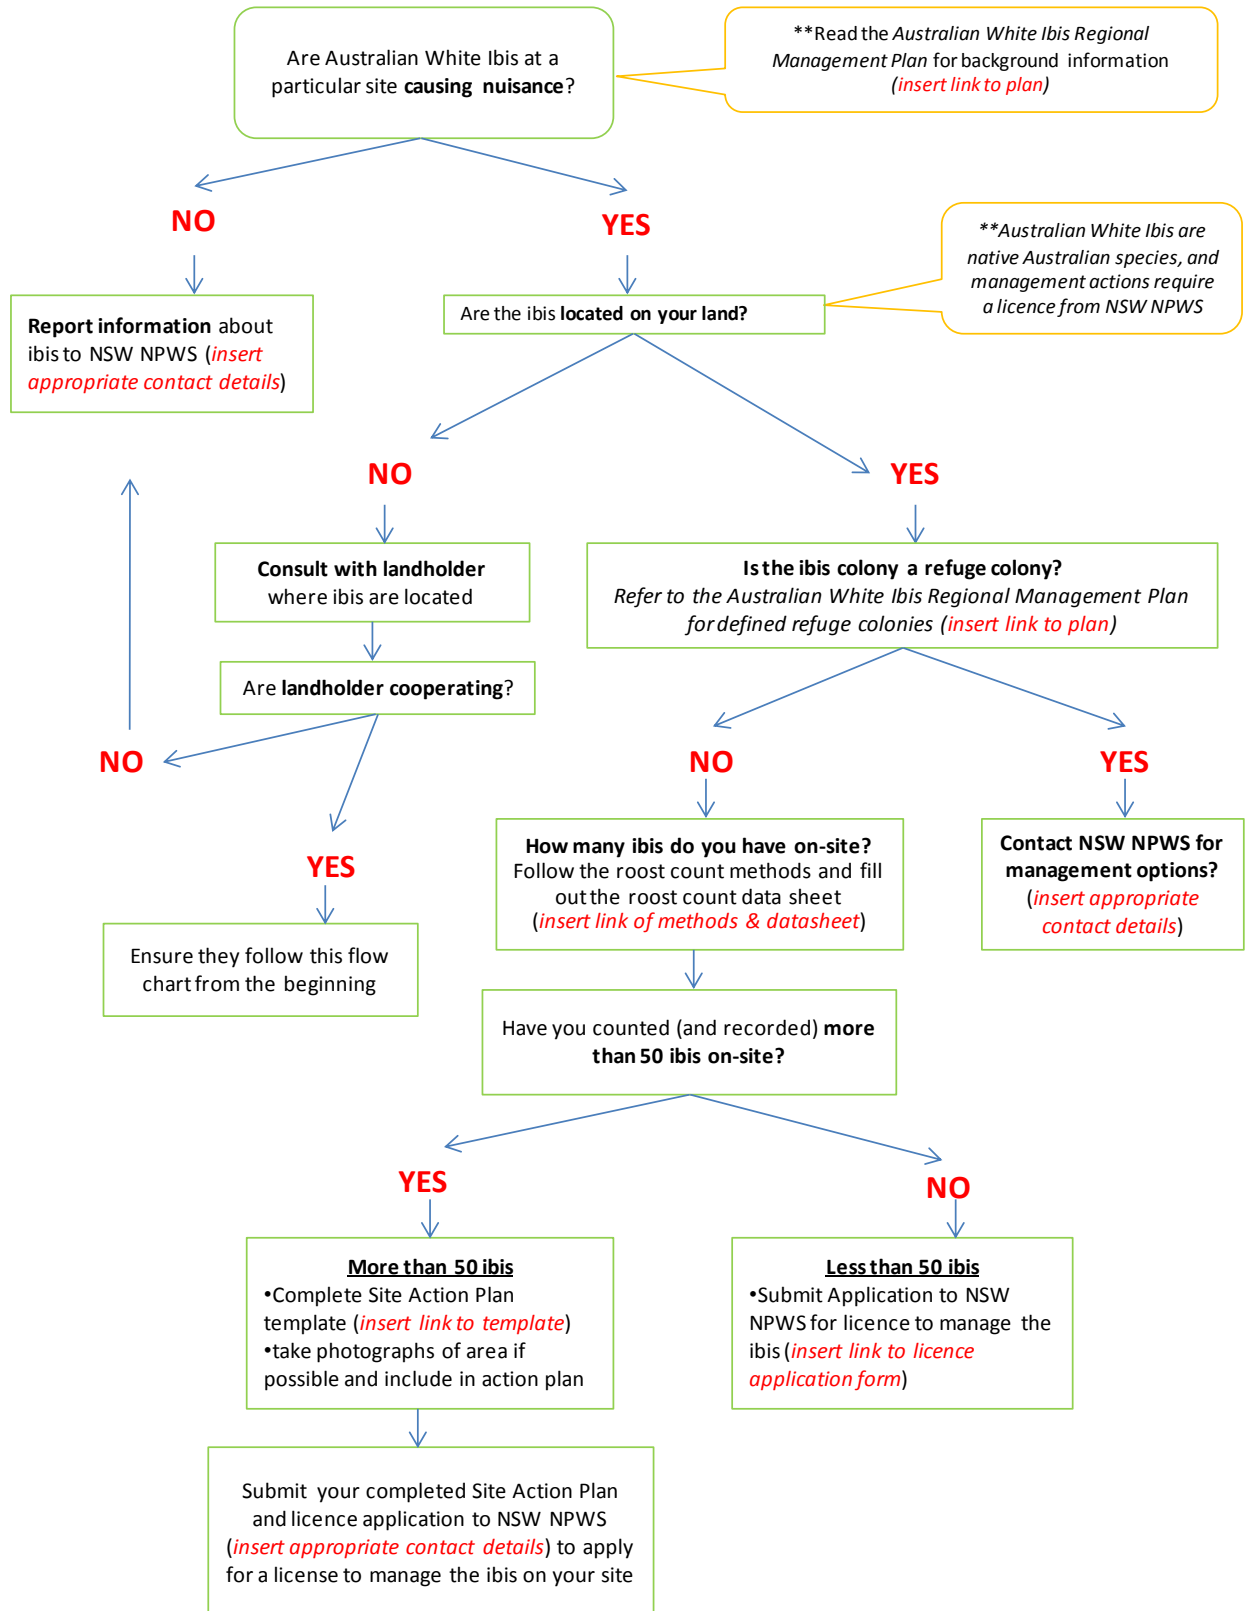 Are Australian White Ibis at a
particular site causing nuisance?
**Read the Australian White Ibis Regional
Management Plan for background information
(insert link to plan)
NO
YES
**Australian White Ibis are
native Australian species, and
management actions require
a licence from NSW NPWS
Report information about
ibis to NSW NPWS (insert
appropriate contact details)
Are the ibis located on your land?
NO
YES
Consult with landholder
where ibis are located
Is the ibis colony a refuge colony?
Refer to the Australian White Ibis Regional Management Plan
for defined refuge colonies (insert link to plan)
Are landholder cooperating?
NO
YES
Ensure they follow this flow
chart from the beginning
NO
YES
How many ibis do you have on-site?
Follow the roost count methods and fill
out the roost count data sheet
(insert link of methods & datasheet)
Contact NSW NPWS for
management options?
(insert appropriate
contact details)
Have you counted (and recorded) more
than 50 ibis on-site?
YES
NO
More than 50 ibis
•Complete Site Action Plan
template (insert link to template)
•take photographs of area if
possible and include in action plan
Less than 50 ibis
•Submit Application to NSW
NPWS for licence to manage the
ibis (insert link to licence
application form)
Submit your completed Site Action Plan
and licence application to NSW NPWS
(insert appropriate contact details) to apply
for a license to manage the ibis on your site